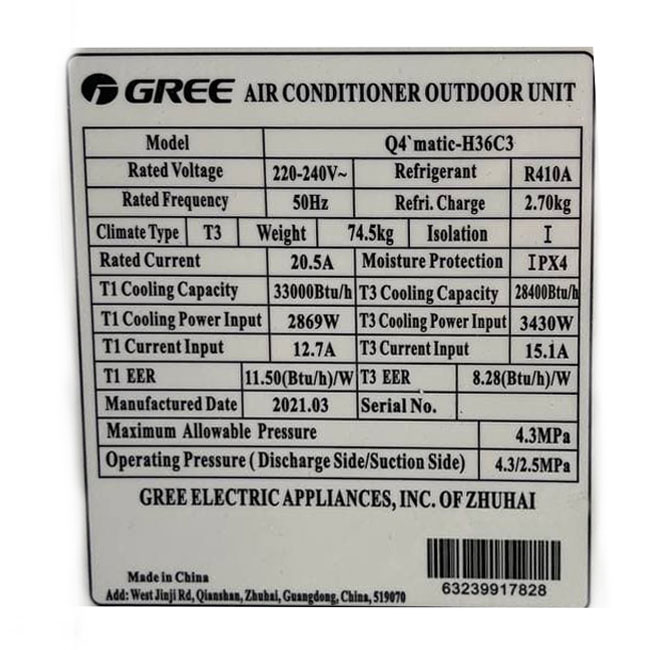 GREE AIR CONDITIONER OUTDOOR UNIT
Model Q4`matic-H36C3
Rated Voltage 220-240V~ Refrigerant R410A
Rated Frequency 50Hz Refri. Charge 2.70kg
Climate Type T3 Weight 74.5kg Isolation I
Rated Current 20.5A Moisture Protection IPX4
T1 Cooling Capacity 33000Btu/h T3 Cooling Capacity 28400Btu/h
T1 Cooling Power Input 2869W T3 Cooling Power Input 3430W
T1 Current Input 12.7A T3 Current Input 15.1A
T1 EER 11.50(Btu/h)/W T3 EER 8.28(Btu/h)/W
Manufactured Date 2021.03 Serial No.
Maximum Allowable Pressure 4.3MPa
Operating Pressure ( Discharge Side/Suction Side) 4.3/2.5MPa
GREE ELECTRIC APPLIANCES, INC. OF ZHUHAI
Made in China
Add: West Jinji Rd, Qianshan, Zhuhai, Guangdong, China, 519070
63239917828